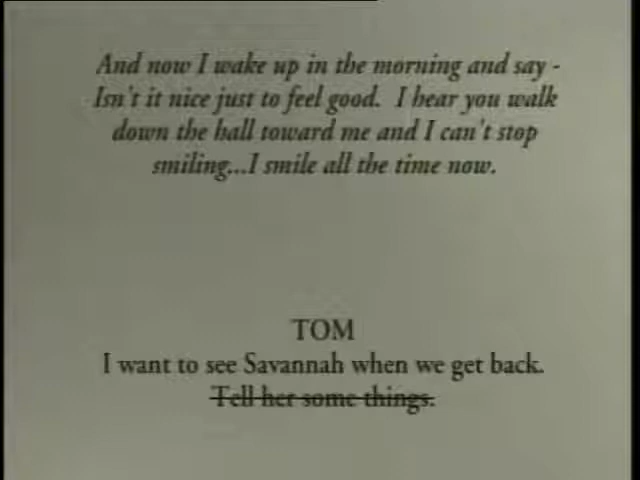 And now I wake up in the morning and say -
Isn't it nice just to feel good. I hear you walk
down the hall toward me and I can't stop
smiling...I smile all the time now.
TOM
I want to see Savannah when we get back.
Tell her some things.